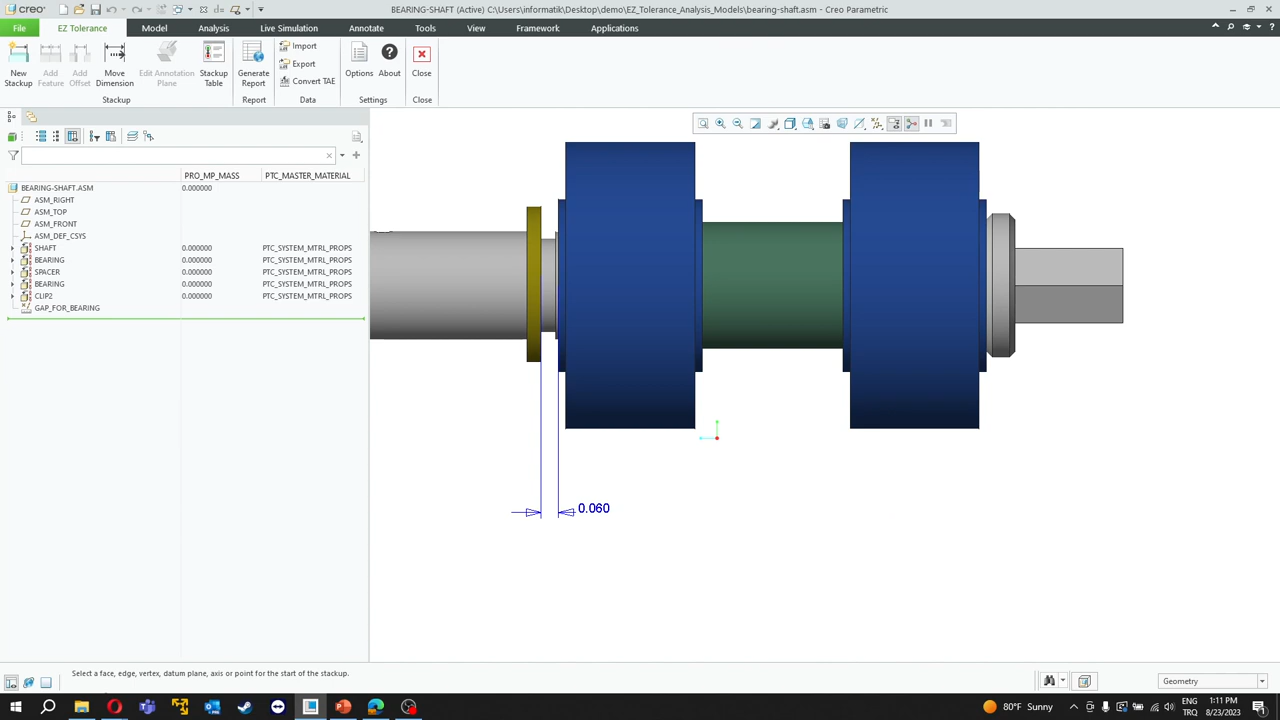 creo
BEARING-SHAFT (Active) C:\Users\informatik\Desktop\demo\EZ_Tolerance_Analysis_Models\bearing-shaft.asm - Creo Parametric
File EZ Tolerance Model Analysis Live Simulation Annotate Tools View Framework Applications
New Stackup
Add Feature
Add Offset
Move Dimension
Edit Annotation Plane
Stackup Table
Generate Report
Import
Export
Convert TAE
Options
About
Close
Stackup Report Data Settings Close
PRO_MP_MASS PTC_MASTER_MATERIAL
BEARING-SHAFT.ASM 0.000000
ASM_RIGHT
ASM_TOP
ASM_FRONT
ASM_DEF_CSYS
SHAFT 0.000000 PTC_SYSTEM_MTRL_PROPS
BEARING 0.000000 PTC_SYSTEM_MTRL_PROPS
SPACER 0.000000 PTC_SYSTEM_MTRL_PROPS
BEARING 0.000000 PTC_SYSTEM_MTRL_PROPS
CLIP2 0.000000 PTC_SYSTEM_MTRL_PROPS
GAP_FOR_BEARING
0.060
Select a face, edge, vertex, datum plane, axis or point for the start of the stackup.
Geometry
80°F Sunny
ENG
TRQ
1:11 PM
8/23/2023